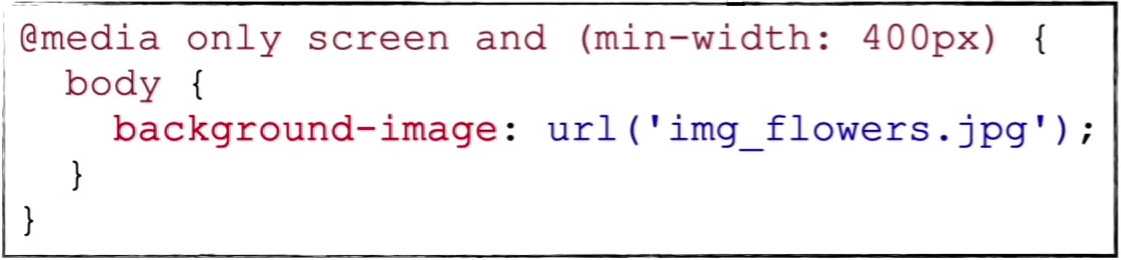 @media only screen and (min-width: 400px) {
  body {
    background-image: url('img_flowers.jpg');
  }
}